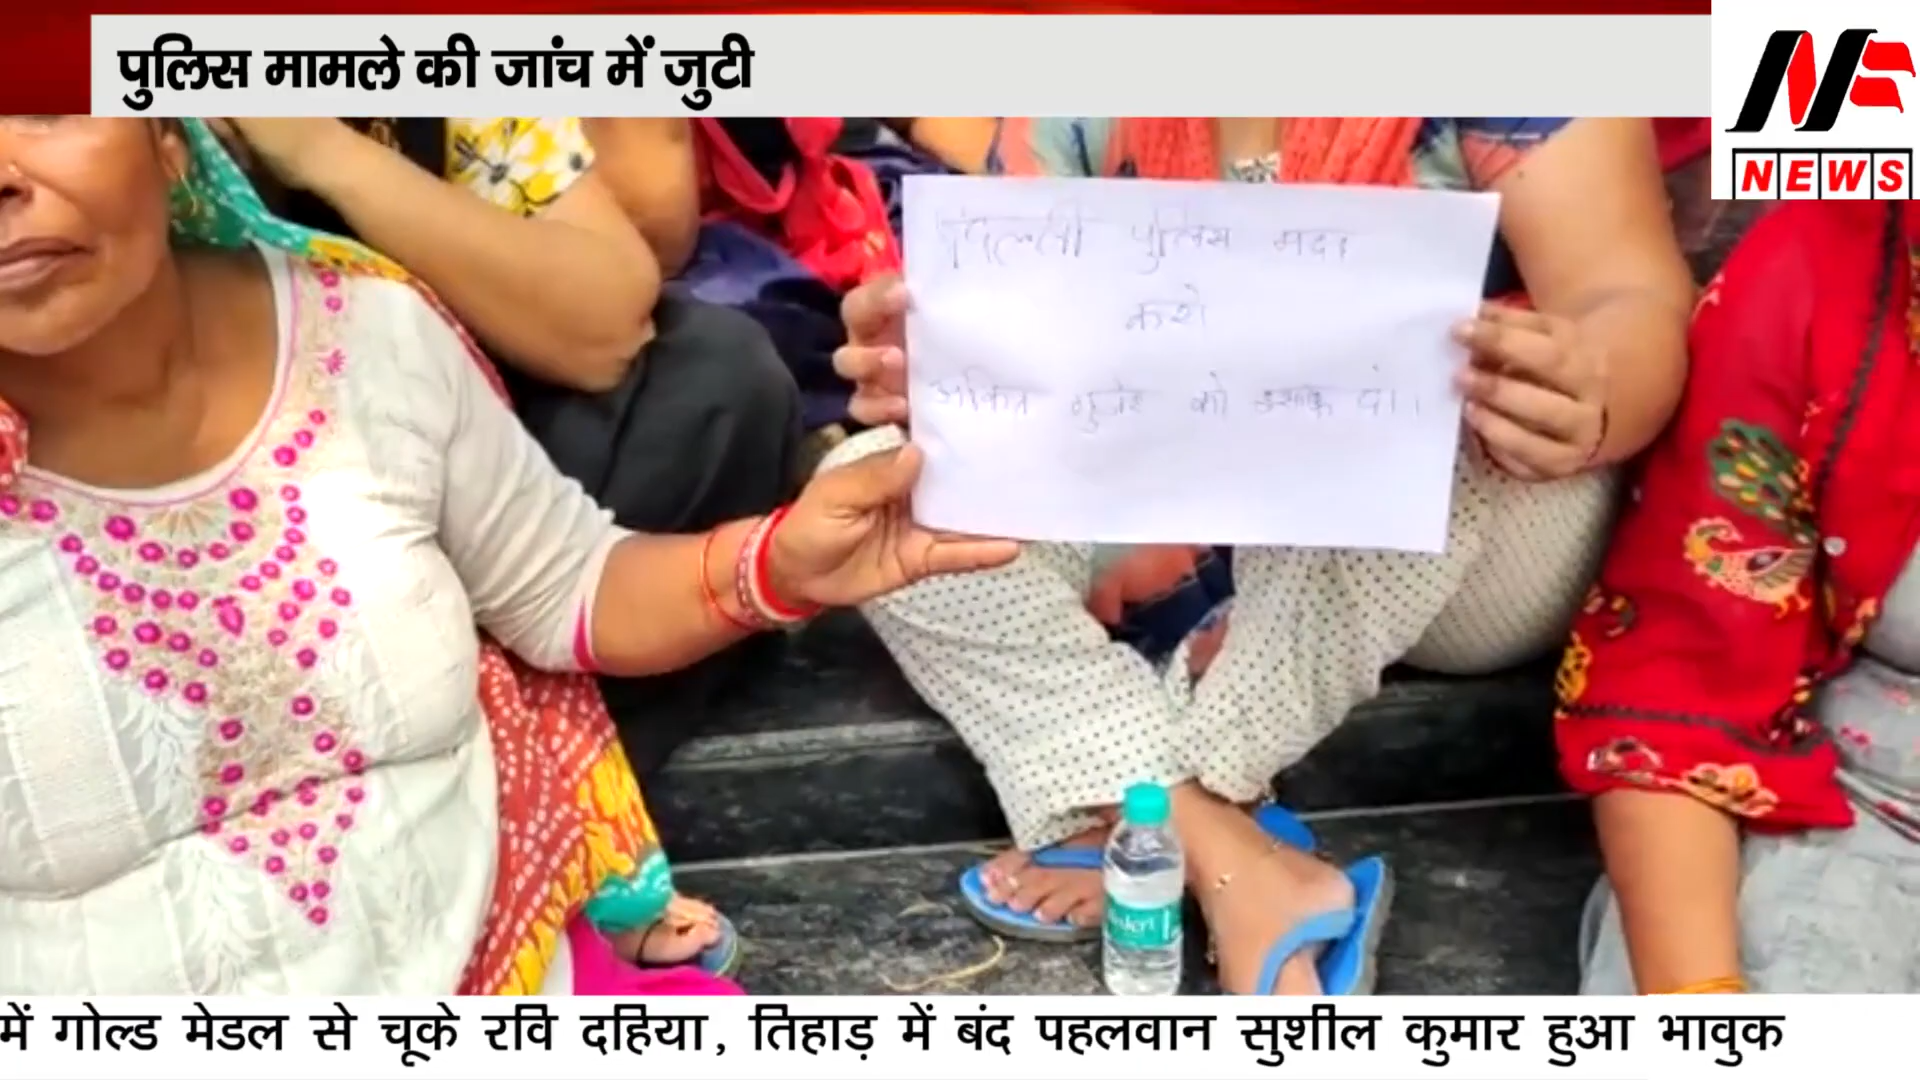 पुलिस मामले की जांच में जुटी
NEWS
दिल्ली पुलिस मदद
करो
अंकित गुर्जर को इंसाफ दो।
में गोल्ड मेडल से चूके रवि दहिया, तिहाड़ में बंद पहलवान सुशील कुमार हुआ भावुक